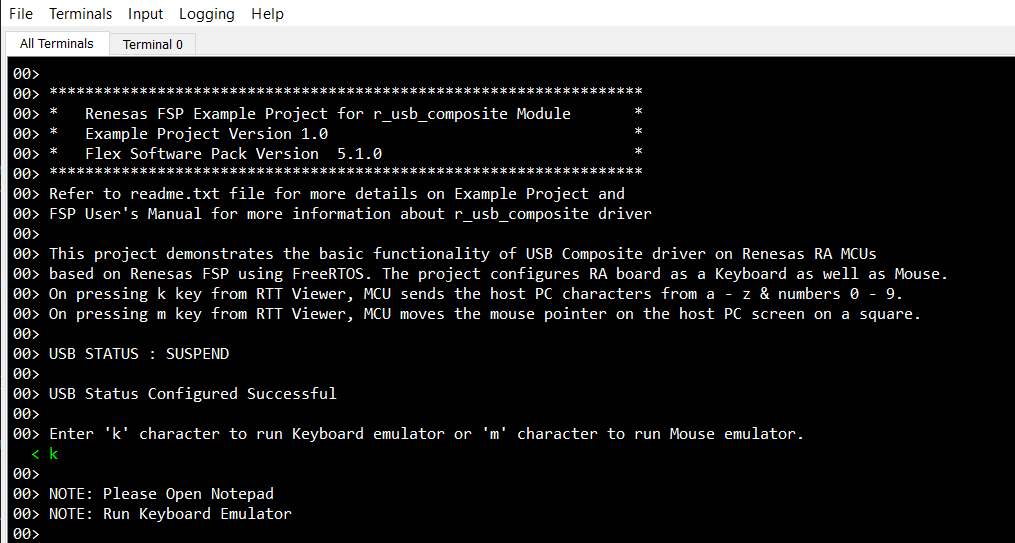 File Terminals Input Logging Help
All Terminals Terminal 0
00>
00> ******************************************************************
00> *   Renesas FSP Example Project for r_usb_composite Module       *
00> *   Example Project Version 1.0                                  *
00> *   Flex Software Pack Version  5.1.0                            *
00> ******************************************************************
00> Refer to readme.txt file for more details on Example Project and
00> FSP User's Manual for more information about r_usb_composite driver
00>
00> This project demonstrates the basic functionality of USB Composite driver on Renesas RA MCUs
00> based on Renesas FSP using FreeRTOS. The project configures RA board as a Keyboard as well as Mouse.
00> On pressing k key from RTT Viewer, MCU sends the host PC characters from a - z & numbers 0 - 9.
00> On pressing m key from RTT Viewer, MCU moves the mouse pointer on the host PC screen on a square.
00>
00> USB STATUS : SUSPEND
00>
00> USB Status Configured Successful
00>
00> Enter 'k' character to run Keyboard emulator or 'm' character to run Mouse emulator.
< k
00>
00> NOTE: Please Open Notepad
00> NOTE: Run Keyboard Emulator
00>